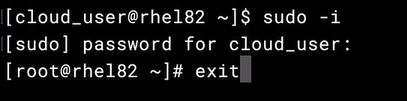 [cloud_user@rhel82 ~]$ sudo -i
[sudo] password for cloud_user:
[root@rhel82 ~]# exit